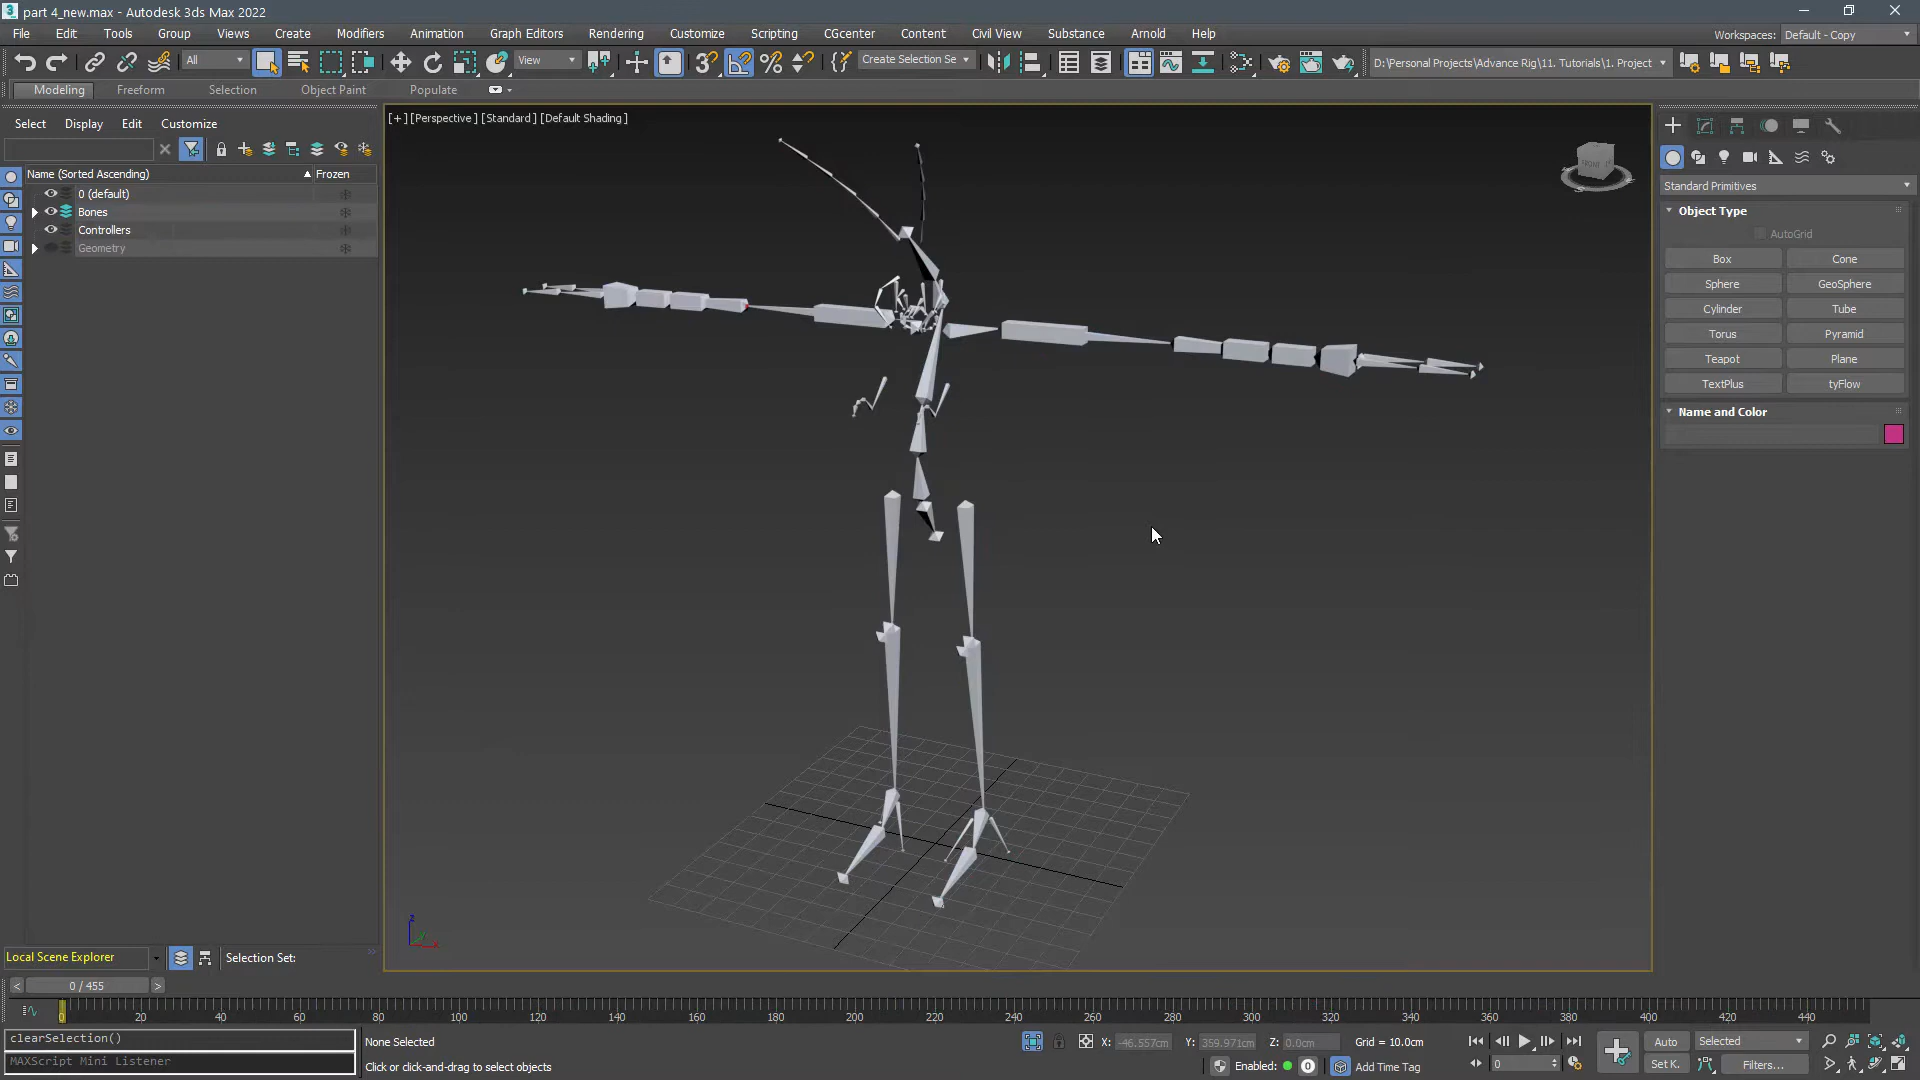 part 4_new.max - Autodesk 3ds Max 2022
File Edit Tools Group Views Create Modifiers Animation Graph Editors Rendering Customize Scripting CGcenter Content Civil View Substance Arnold Help
Workspaces: Default - Copy
All View Create Selection Se D:\Personal Projects\Advance Rig\11. Tutorials\1. Project
Modeling Freeform Selection Object Paint Populate
Select Display Edit Customize
[+] [Perspective] [Standard] [Default Shading]
Name (Sorted Ascending) Frozen
0 (default)
Bones
Controllers
Geometry
Standard Primitives
Object Type
AutoGrid
Box Cone
Sphere GeoSphere
Cylinder Tube
Torus Pyramid
Teapot Plane
TextPlus tyFlow
Name and Color
Local Scene Explorer Selection Set:
0 / 455
0 20 40 60 80 100 120 140 160 180 200 220 240 260 280 300 320 340 360 380 400 420 440
clearSelection()
MAXScript Mini Listener
None Selected
Click or click-and-drag to select objects
X: -46.557cm Y: 359.971cm Z: 0.0cm Grid = 10.0cm
Enabled: 0 Add Time Tag
Auto Selected
0 Set K. Filters...